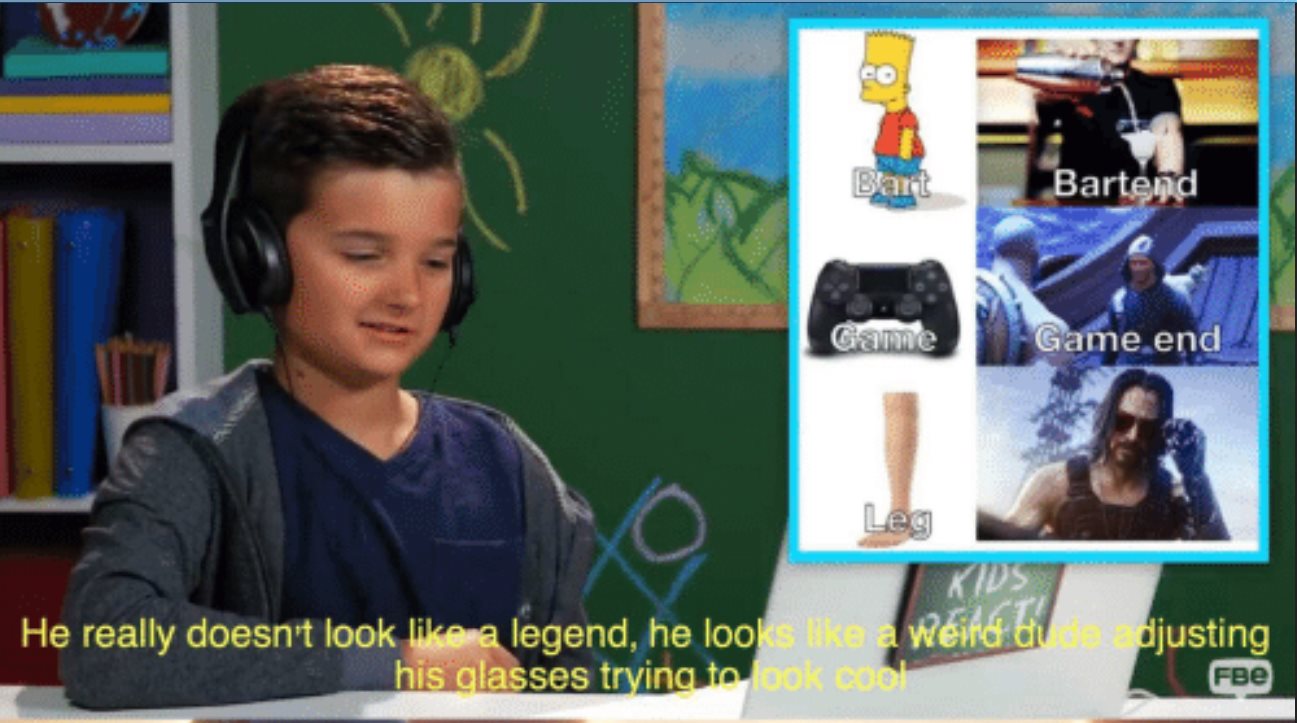 Bart
Bartend
Game
Game end
Leg
KIDS
REACT!
He really doesn't look like a legend, he looks like a weird dude adjusting
his glasses trying to look cool
FBE